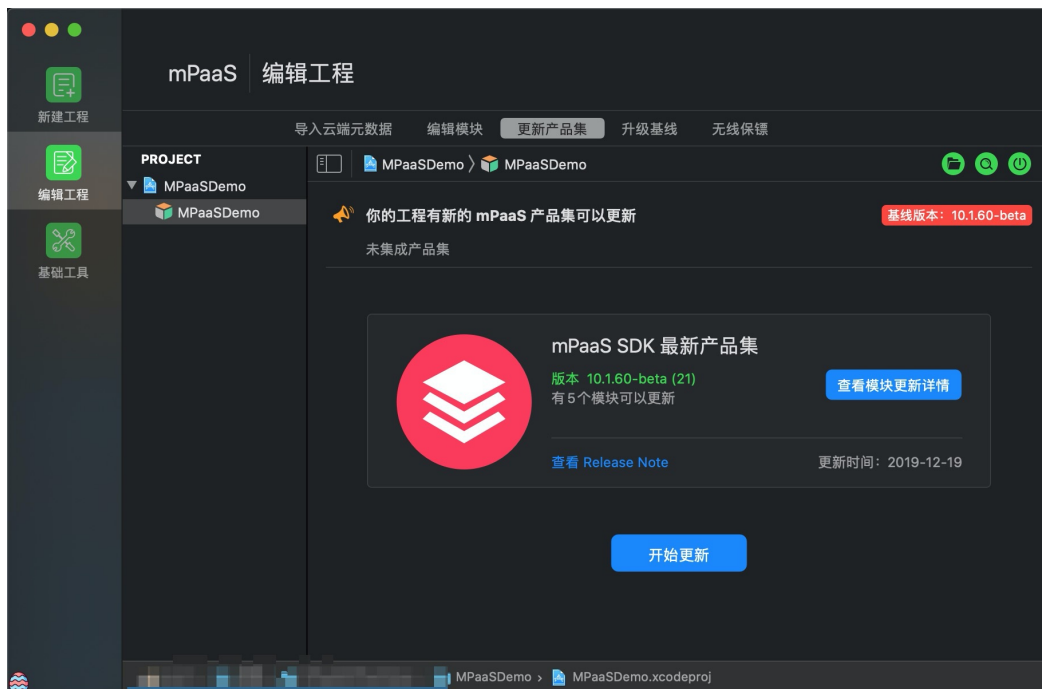 mPaaS 编辑工程
新建工程
编辑工程
基础工具
导入云端元数据 编辑模块 更新产品集 升级基线 无线保镖
PROJECT
MPaaSDemo
MPaaSDemo
MPaaSDemo 〉 MPaaSDemo
你的工程有新的 mPaaS 产品集可以更新
基线版本：10.1.60-beta
未集成产品集
mPaaS SDK 最新产品集
版本 10.1.60-beta (21)
有5个模块可以更新
查看模块更新详情
查看 Release Note
更新时间：2019-12-19
开始更新
MPaaSDemo › MPaaSDemo.xcodeproj